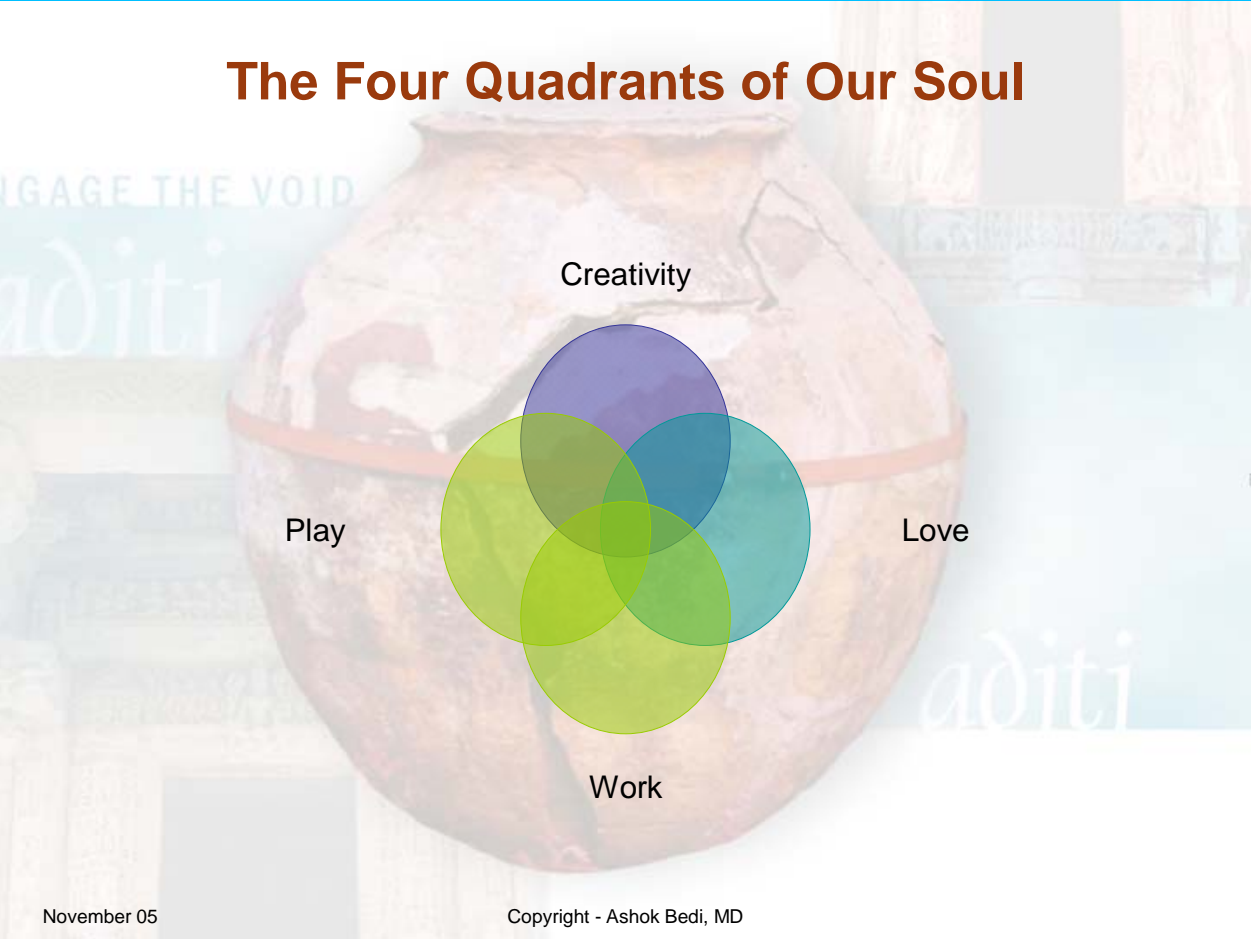 The Four Quadrants of Our Soul
NGAGE THE VOID
aditi
Creativity
Play
Love
aditi
Work
November 05
Copyright - Ashok Bedi, MD